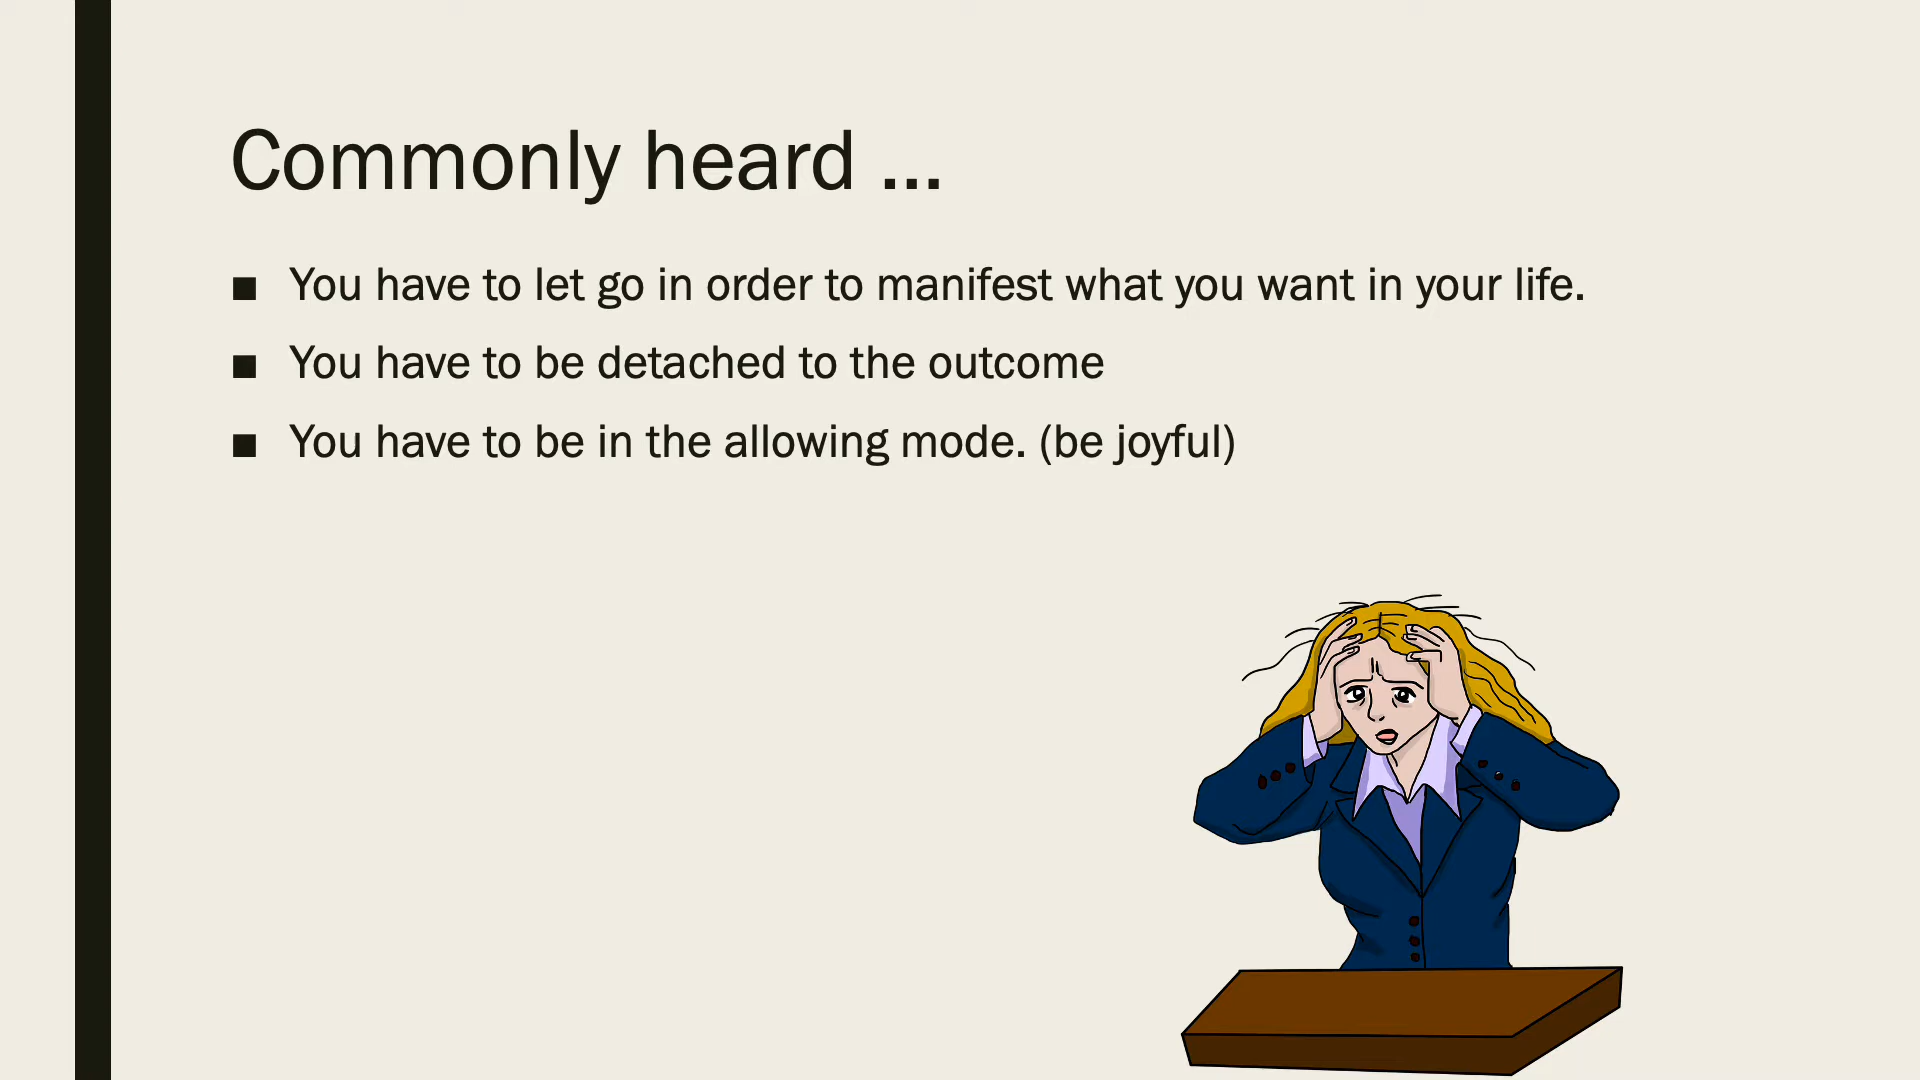 Commonly heard ...
■ You have to let go in order to manifest what you want in your life.
■ You have to be detached to the outcome
■ You have to be in the allowing mode. (be joyful)